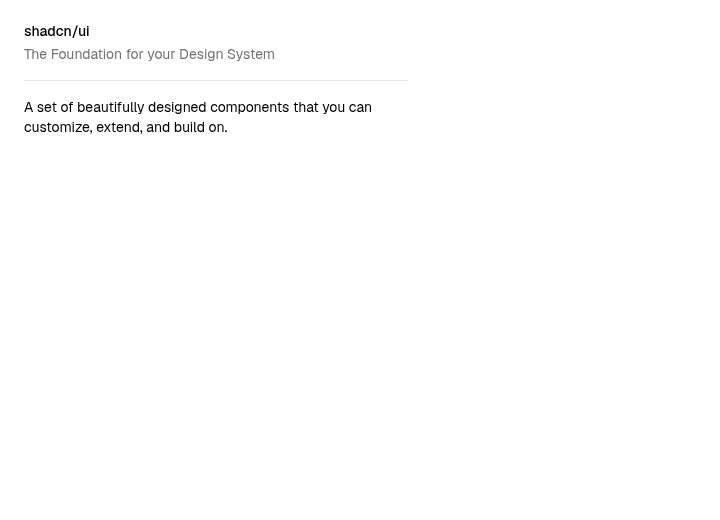 shadcn/ui
The Foundation for your Design System
A set of beautifully designed components that you can
customize, extend, and build on.